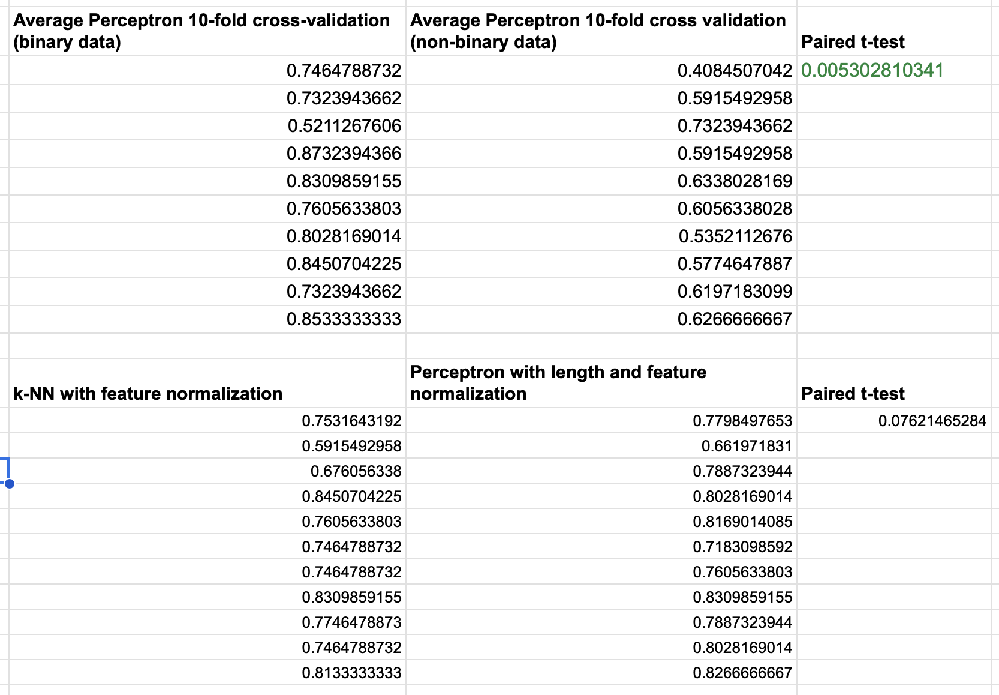 Average Perceptron 10-fold cross-validation
(binary data)
Average Perceptron 10-fold cross validation
(non-binary data)
Paired t-test
0.7464788732 0.4084507042 0.005302810341
0.7323943662 0.5915492958
0.5211267606 0.7323943662
0.8732394366 0.5915492958
0.8309859155 0.6338028169
0.7605633803 0.6056338028
0.8028169014 0.5352112676
0.8450704225 0.5774647887
0.7323943662 0.6197183099
0.8533333333 0.6266666667
k-NN with feature normalization
Perceptron with length and feature
normalization
Paired t-test
0.7531643192 0.7798497653 0.07621465284
0.5915492958 0.661971831
0.676056338 0.7887323944
0.8450704225 0.8028169014
0.7605633803 0.8169014085
0.7464788732 0.7183098592
0.7464788732 0.7605633803
0.8309859155 0.8309859155
0.7746478873 0.7887323944
0.7464788732 0.8028169014
0.8133333333 0.8266666667